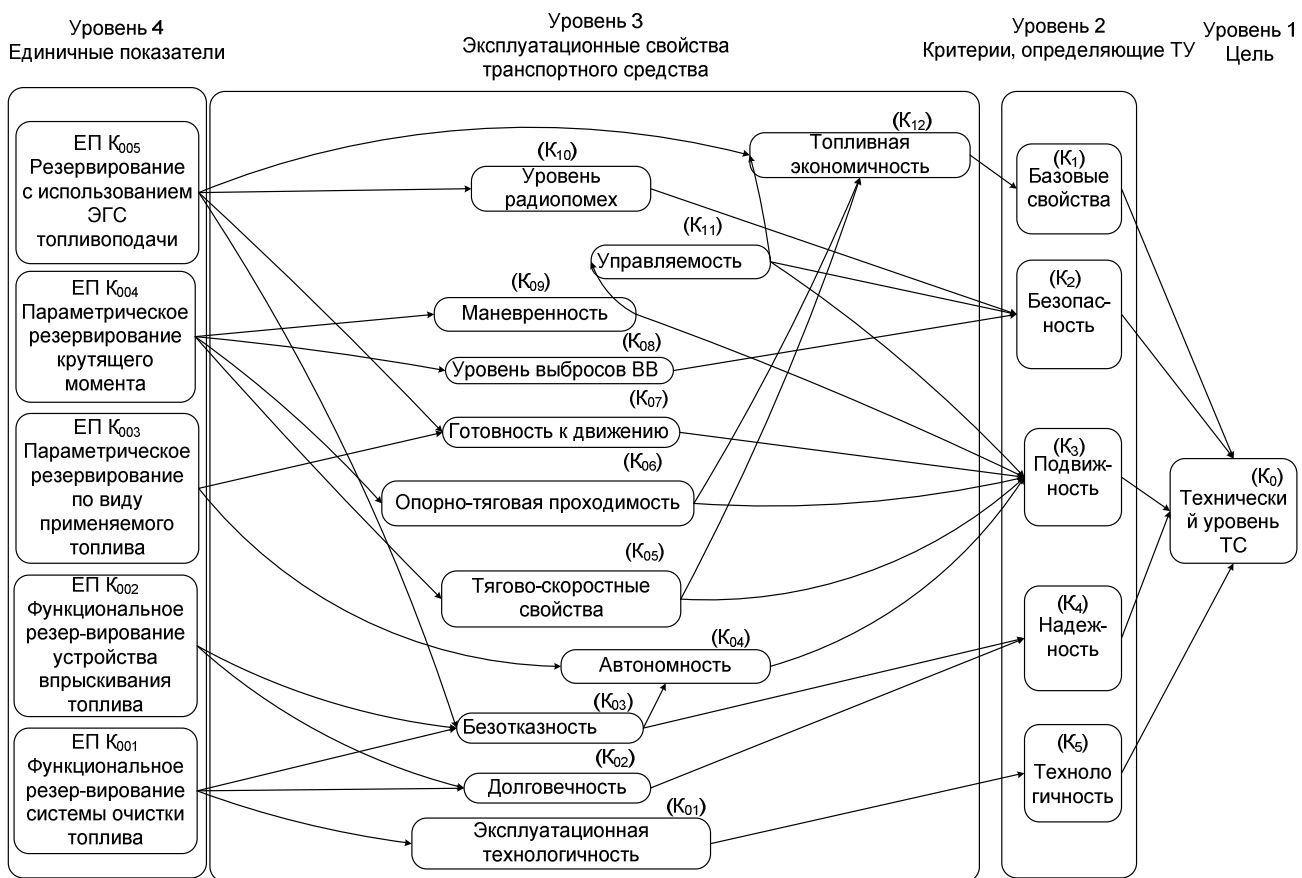 Уровень 4
Единичные показатели
Уровень 3
Эксплуатационные свойства
транспортного средства
Уровень 2
Критерии, определяющие ТУ
Уровень 1
Цель
ЕП К005
Резервирование
с использованием
ЭГС
топливоподачи
ЕП К004
Параметрическое
резервирование
крутящего
момента
ЕП К003
Параметрическое
резервирование
по виду
применяемого
топлива
ЕП К002
Функциональное
резер-вирование
устройства
впрыскивания
топлива
ЕП К001
Функциональное
резер-вирование
системы очистки
топлива
(К12)
Топливная
экономичность
(К10)
Уровень
радиопомех
(К11)
Управляемость
(К09)
Маневренность
(К08)
Уровень выбросов ВВ
(К07)
Готовность к движению
(К06)
Опорно-тяговая проходимость
(К05)
Тягово-скоростные
свойства
(К04)
Автономность
(К03)
Безотказность
(К02)
Долговечность
(К01)
Эксплуатационная
технологичность
(К1)
Базовые
свойства
(К2)
Безопас-
ность
(К3)
Подвиж-
ность
(К4)
Надеж-
ность
(К5)
Техноло
гичность
(К0)
Технически
й уровень
ТС